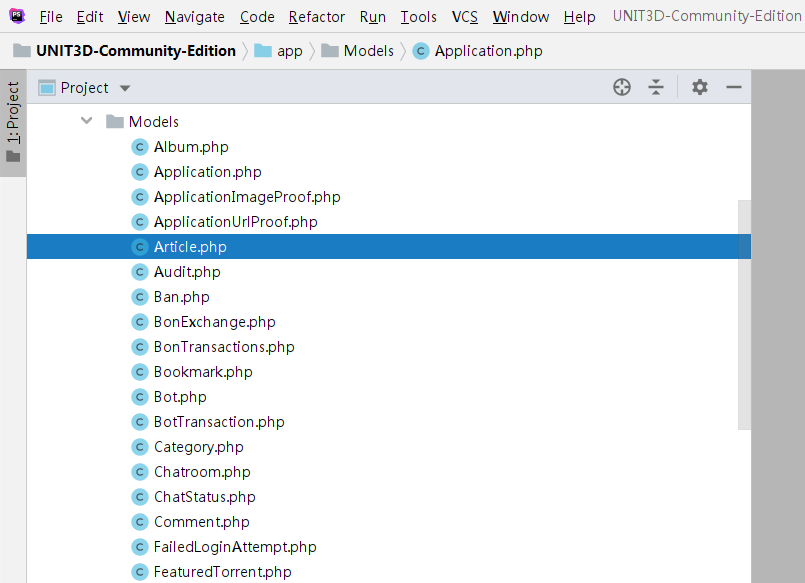 PS File Edit View Navigate Code Refactor Run Tools VCS Window Help UNIT3D-Community-Edition
UNIT3D-Community-Edition app Models C Application.php
1: Project
Project
Models
C Album.php
C Application.php
C ApplicationImageProof.php
C ApplicationUrlProof.php
C Article.php
C Audit.php
C Ban.php
C BonExchange.php
C BonTransactions.php
C Bookmark.php
C Bot.php
C BotTransaction.php
C Category.php
C Chatroom.php
C ChatStatus.php
C Comment.php
C FailedLoginAttempt.php
C FeaturedTorrent.php